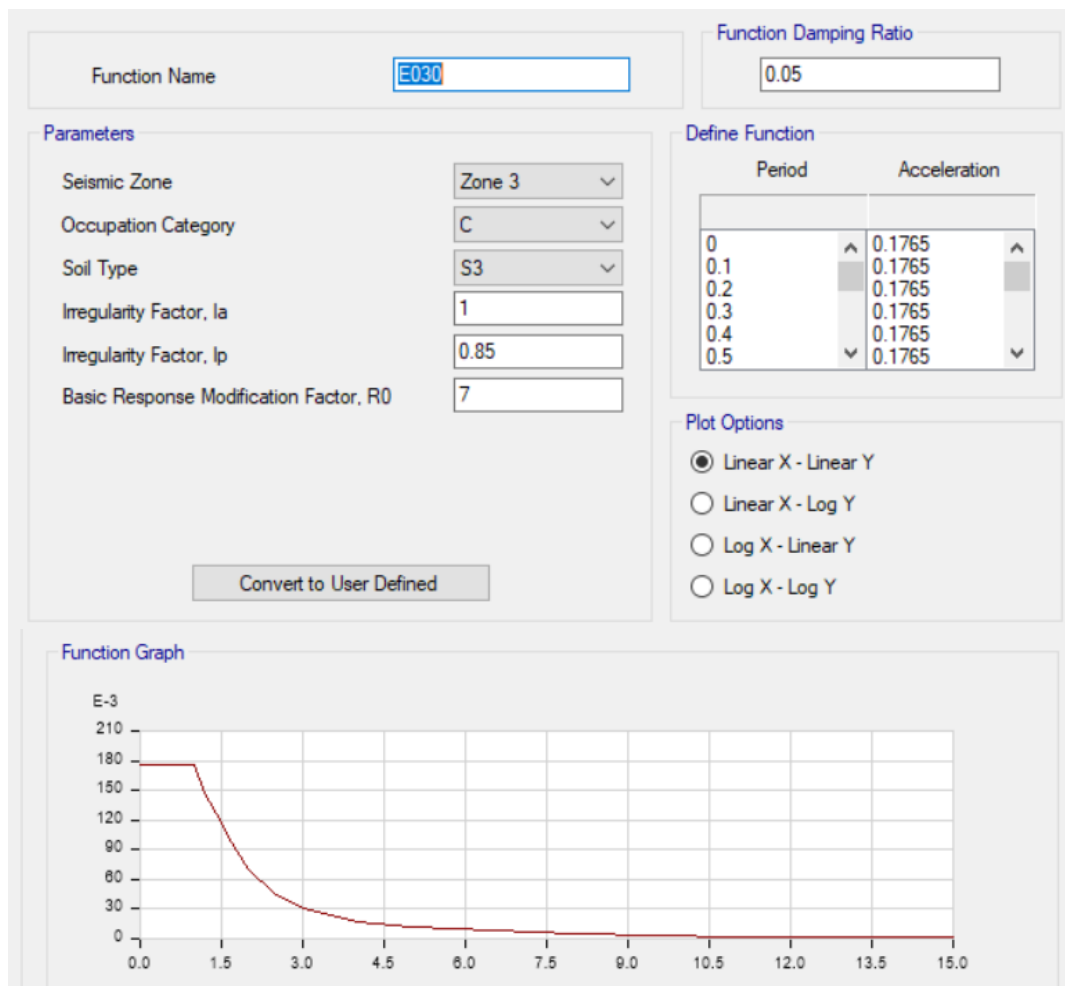 Function Damping Ratio
Function Name E030 0.05
Parameters
Seismic Zone Zone 3
Occupation Category C
Soil Type S3
Irregularity Factor, Ia 1
Irregularity Factor, Ip 0.85
Basic Response Modification Factor, R0 7
Convert to User Defined
Define Function
Period Acceleration
0 0.1765
0.1 0.1765
0.2 0.1765
0.3 0.1765
0.4 0.1765
0.5 0.1765
Plot Options
Linear X - Linear Y
Linear X - Log Y
Log X - Linear Y
Log X - Log Y
Function Graph
E-3
210
180
150
120
90
60
30
0
0.0 1.5 3.0 4.5 6.0 7.5 9.0 10.5 12.0 13.5 15.0